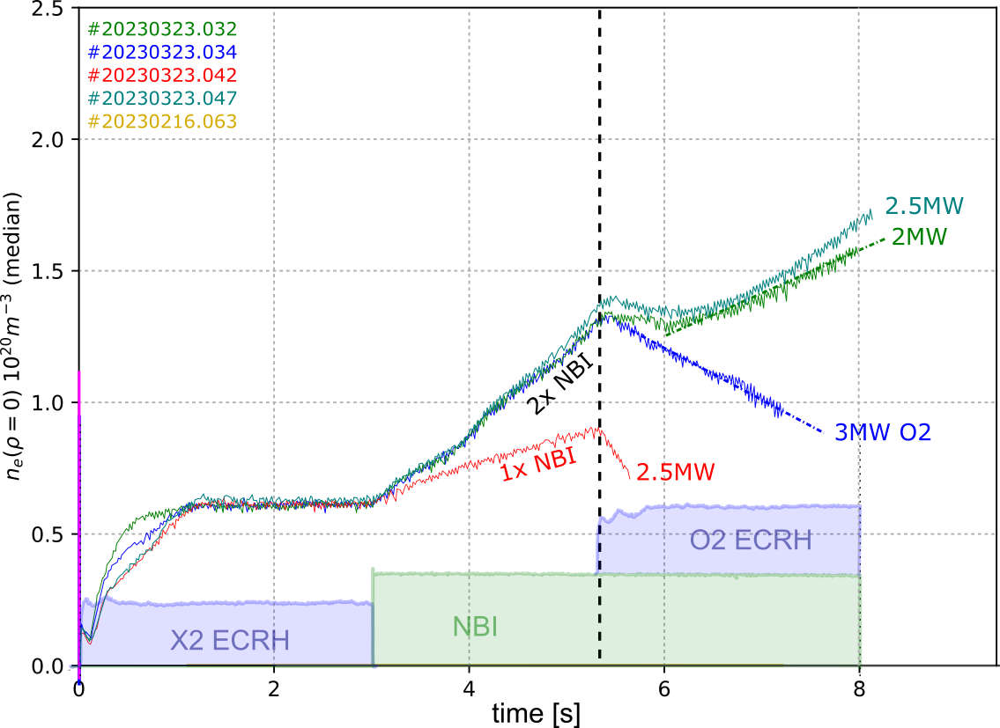 2.5
#20230323.032
#20230323.034
#20230323.042
#20230323.047
#20230216.063
2.0
2.5MW
2MW
1.5
2x NBI
1.0
3MW O2
1x NBI
2.5MW
0.5
O2 ECRH
X2 ECRH
NBI
0.0
0 2 4 6 8
time [s]
n_e(ρ = 0) 10^20 m^−3 (median)